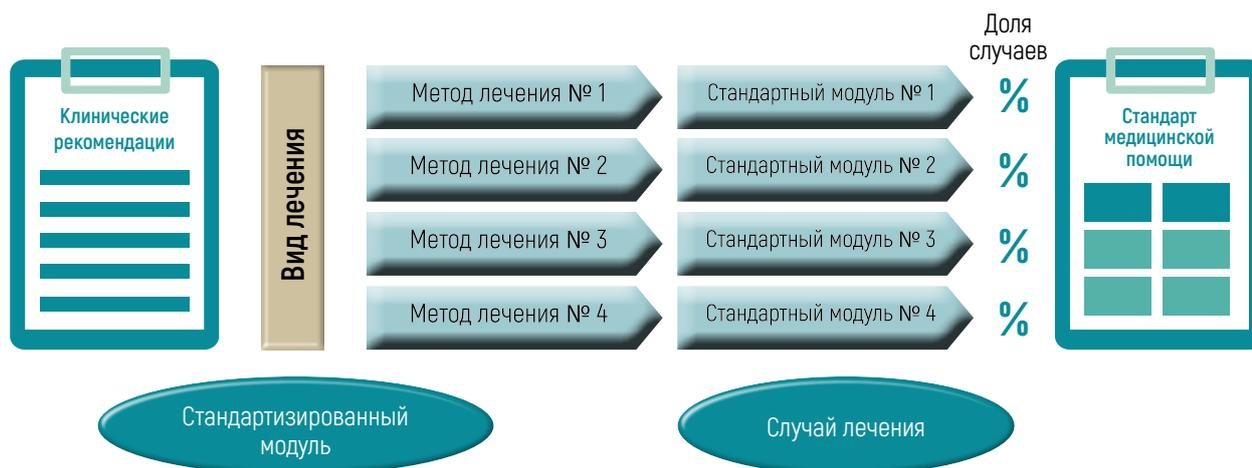 Доля
случаев
Клинические
рекомендации
Вид лечения
Метод лечения № 1
Стандартный модуль № 1
%
Метод лечения № 2
Стандартный модуль № 2
%
Метод лечения № 3
Стандартный модуль № 3
%
Метод лечения № 4
Стандартный модуль № 4
%
Стандарт
медицинской
помощи
Стандартизированный
модуль
Случай лечения